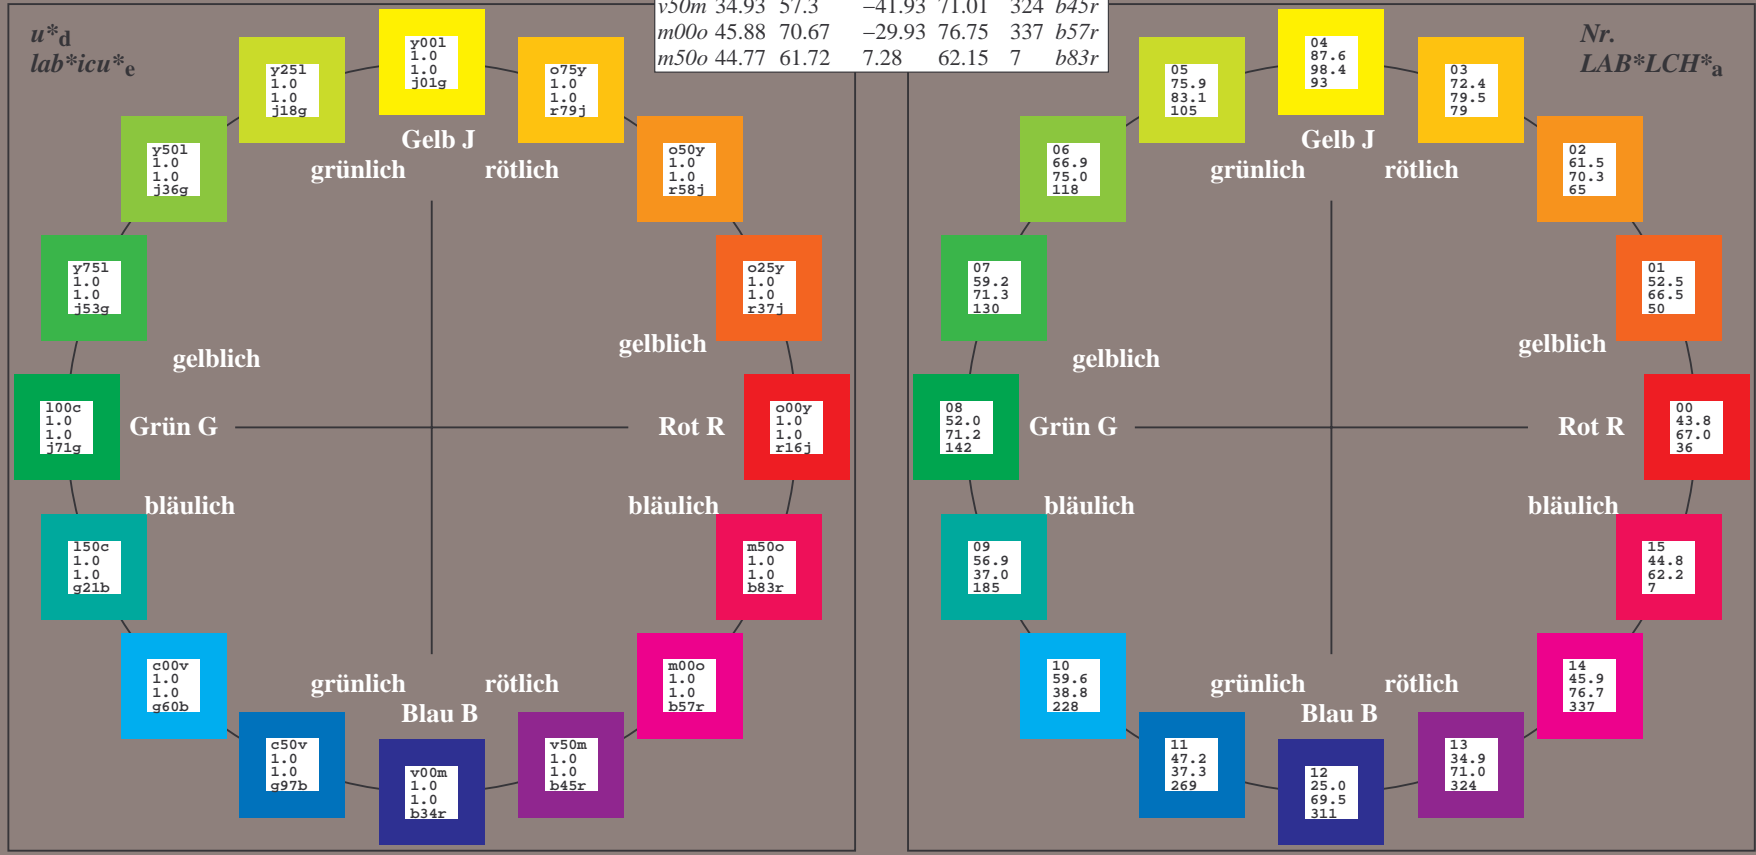 v50m 34.93 57.3 −41.93 71.01 324 b45r
m00o 45.88 70.67 −29.93 76.75 337 b57r
m50o 44.77 61.72 7.28 62.15 7 b83r
u*d
lab*icu*e
y00l
1.0
1.0
j01g
y25l
1.0
1.0
j18g
o75y
1.0
1.0
r79j
y50l
1.0
1.0
j36g
o50y
1.0
1.0
r58j
Gelb J
grünlich rötlich
y75l
1.0
1.0
j53g
o25y
1.0
1.0
r37j
gelblich
gelblich
l00c
1.0
1.0
j71g
Grün G
Rot R
o00y
1.0
1.0
r16j
bläulich
bläulich
l50c
1.0
1.0
g21b
m50o
1.0
1.0
b83r
c00v
1.0
1.0
g60b
m00o
1.0
1.0
b57r
grünlich rötlich
Blau B
c50v
1.0
1.0
g97b
v00m
1.0
1.0
b34r
v50m
1.0
1.0
b45r
Nr.
LAB*LCH*a
04
87.6
98.4
93
05
75.9
83.1
105
03
72.4
79.5
79
06
66.9
75.0
118
02
61.5
70.3
65
Gelb J
grünlich rötlich
07
59.2
71.3
130
01
52.5
66.5
50
gelblich
gelblich
08
52.0
71.2
142
Grün G
Rot R
00
43.8
67.0
36
bläulich
bläulich
09
56.9
37.0
185
15
44.8
62.2
7
10
59.6
38.8
228
14
45.9
76.7
337
grünlich rötlich
Blau B
11
47.2
37.3
269
12
25.0
69.5
311
13
34.9
71.0
324